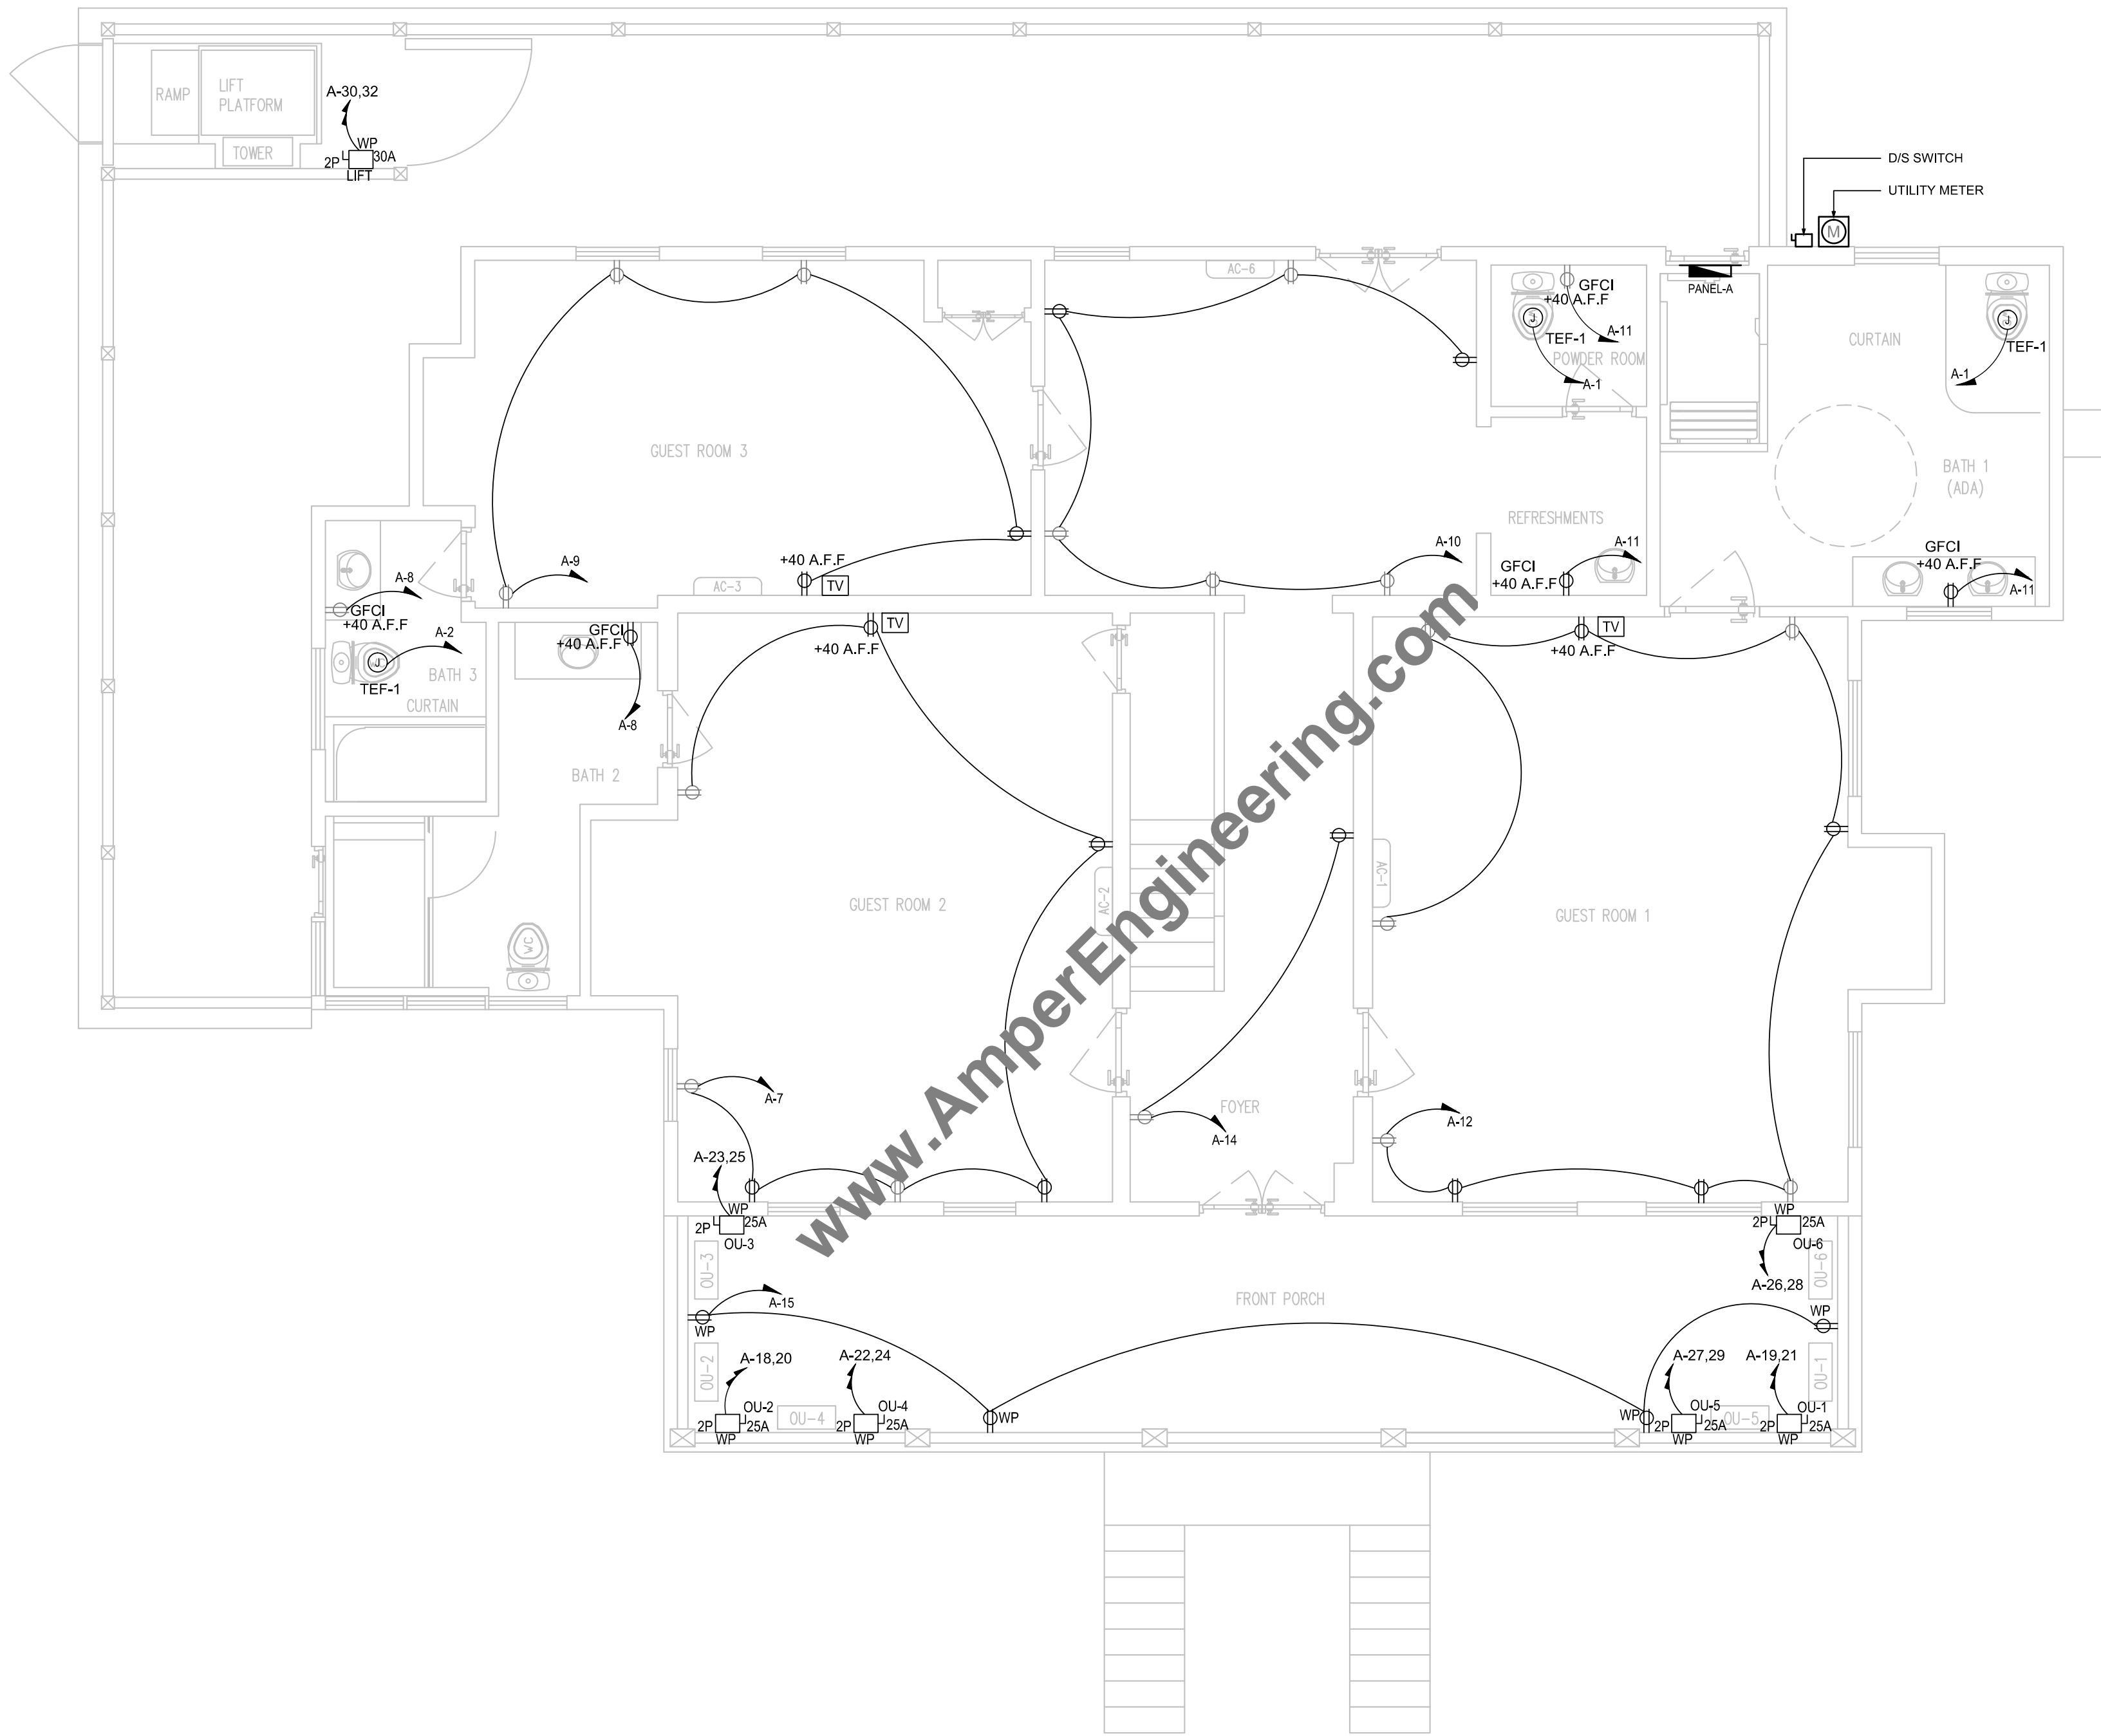 RAMP
LIFT
PLATFORM
TOWER
A-30,32
WP
2P
30A
LIFT
D/S SWITCH
UTILITY METER
M
PANEL-A
AC-6
GFCI
+40 A.F.F
J
TEF-1
A-11
POWDER ROOM
A-1
CURTAIN
J
TEF-1
A-1
BATH 1
(ADA)
GUEST ROOM 3
REFRESHMENTS
A-10
GFCI
+40 A.F.F
A-11
GFCI
+40 A.F.F
A-11
A-9
AC-3
+40 A.F.F
TV
A-8
GFCI
+40 A.F.F
A-2
J
TEF-1
BATH 3
CURTAIN
GFCI
+40 A.F.F
A-8
BATH 2
WC
TV
+40 A.F.F
TV
+40 A.F.F
GUEST ROOM 2
AC-2
AC-1
GUEST ROOM 1
www.AmperEngineering.com
A-7
FOYER
A-14
A-12
A-23,25
WP
2P
25A
OU-3
OU-3
WP
2P
25A
OU-6
OU-6
A-26,28
A-15
WP
FRONT PORCH
WP
OU-2
A-18,20
OU-2
2P
25A
WP
OU-4
A-22,24
OU-4
2P
25A
WP
WP
WP
A-27,29
OU-5
2P
25A
WP
OU-5
A-19,21
OU-1
2P
25A
WP
OU-1